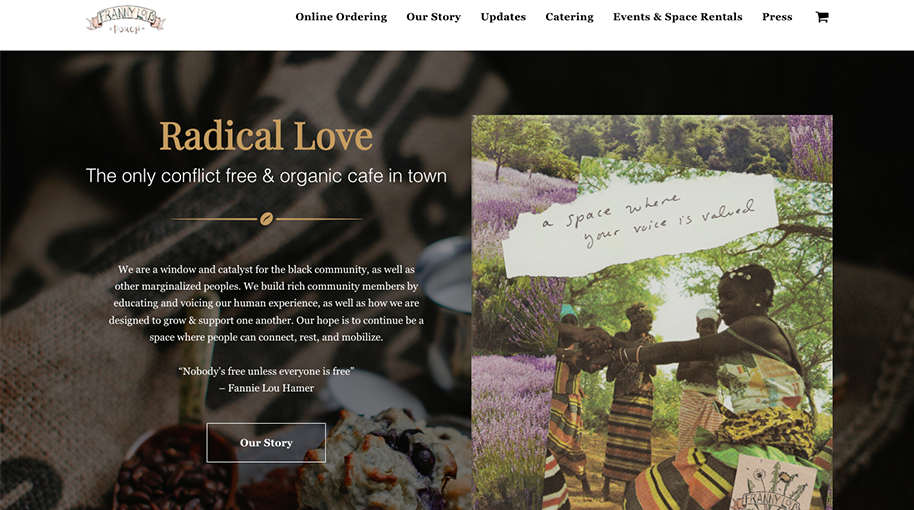 FRANNY LOU'S
PORCH
Online Ordering
Our Story
Updates
Catering
Events & Space Rentals
Press
Radical Love
The only conflict free & organic cafe in town
We are a window and catalyst for the black community, as well as
other marginalized peoples. We build rich community members by
educating and voicing our human experience, as well as how we are
designed to grow & support one another. Our hope is to continue be a
space where people can connect, rest, and mobilize.
“Nobody’s free unless everyone is free”
– Fannie Lou Hamer
Our Story
a space where
your voice is valued
FRANNY LOU'S